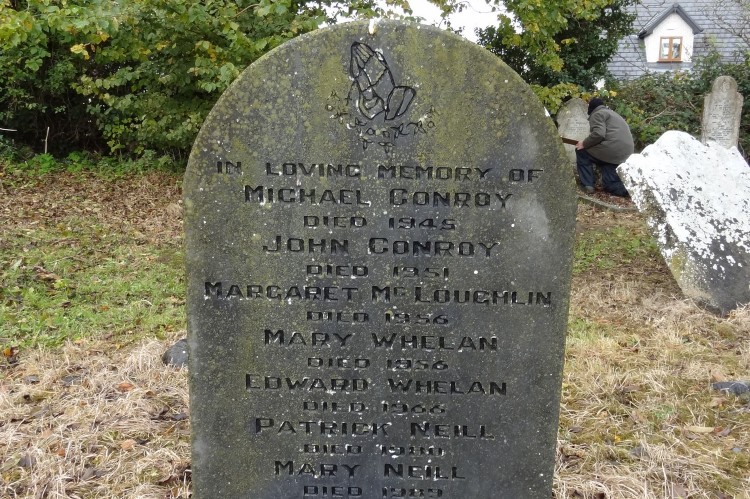 IN LOVING MEMORY OF
MICHAEL CONROY
DIED 1945
JOHN CONROY
DIED 1951
MARGARET MCLOUGHLIN
DIED 1956
MARY WHELAN
DIED 1956
EDWARD WHELAN
DIED 1966
PATRICK NEILL
DIED
MARY NEILL
DIED 1989